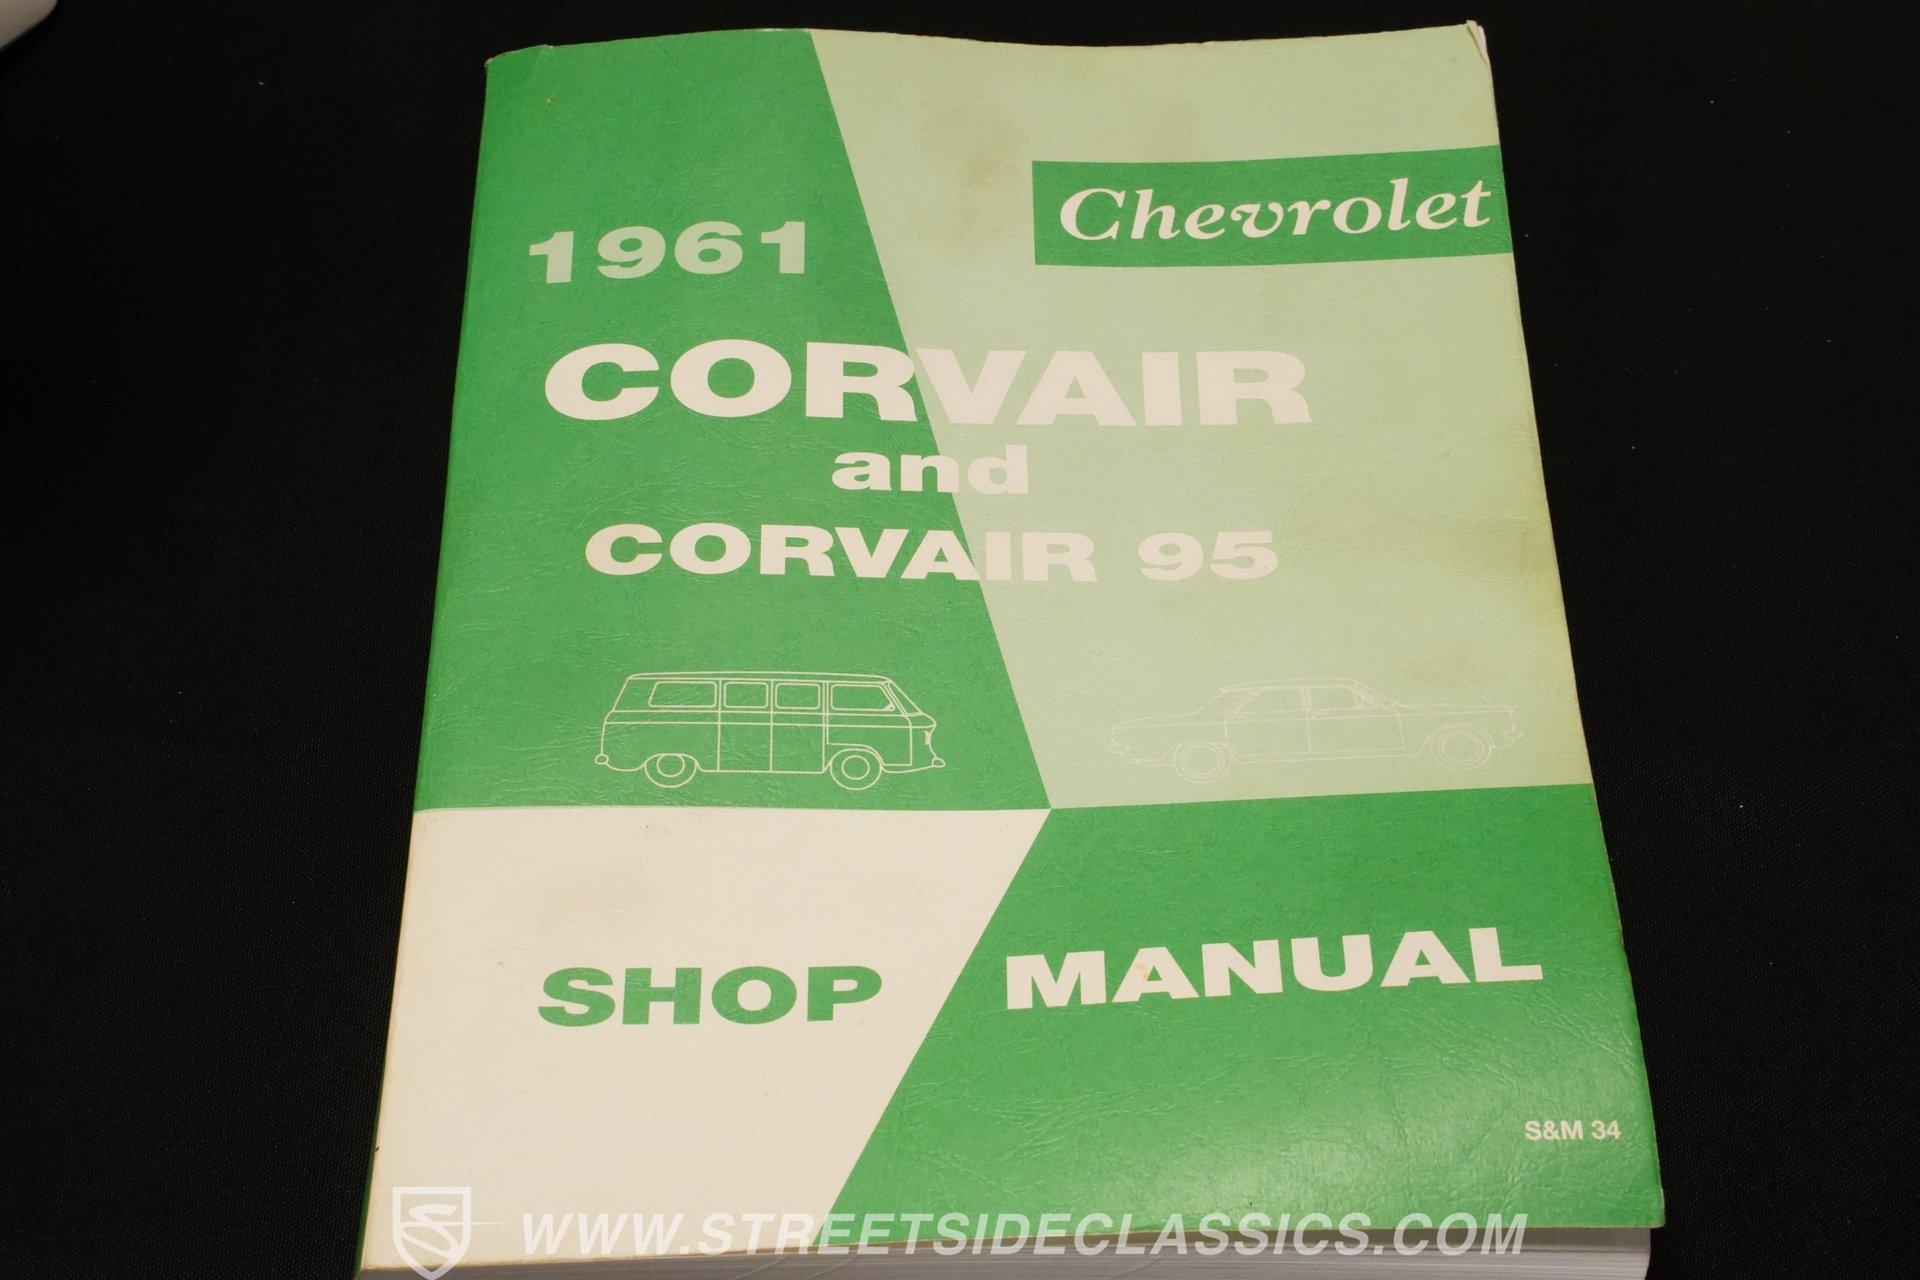 Chevrolet
1961
CORVAIR
and
CORVAIR 95
SHOP MANUAL
S&M 34
WWW.STREETSIDECLASSICS.COM